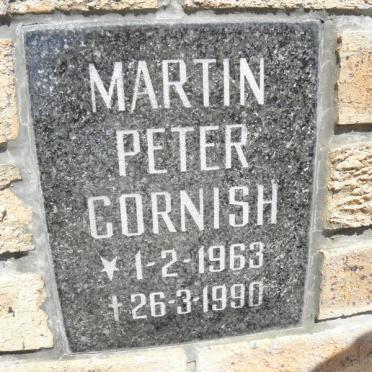 MARTIN
PETER
CORNISH
★ 1-2-1963
† 26-3-1990